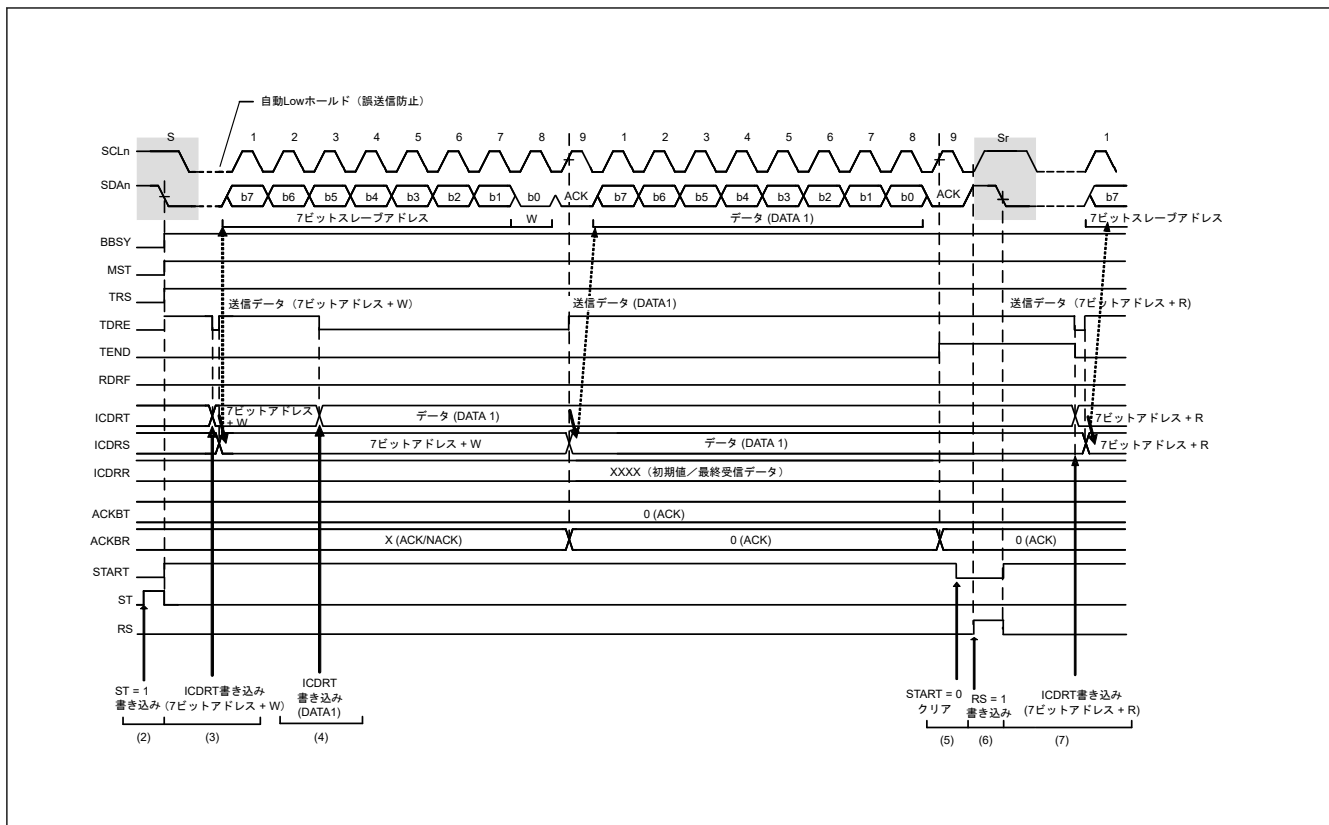 自動Lowホールド（誤送信防止）
S 1 2 3 4 5 6 7 8 9 1 2 3 4 5 6 7 8 9 Sr 1
SCLn
SDAn b7 b6 b5 b4 b3 b2 b1 b0 ACK b7 b6 b5 b4 b3 b2 b1 b0 ACK b7
7ビットスレーブアドレス W データ (DATA 1) 7ビットスレーブアドレス
BBSY
MST
TRS
送信データ（7ビットアドレス + W） 送信データ (DATA1) 送信データ（7ビットアドレス + R）
TDRE
TEND
RDRF
ICDRT 7ビットアドレス + W データ (DATA 1) 7ビットアドレス + R
ICDRS 7ビットアドレス + W データ (DATA 1) 7ビットアドレス + R
ICDRR XXXX（初期値／最終受信データ）
ACKBT 0 (ACK)
ACKBR X (ACK/NACK) 0 (ACK) 0 (ACK)
START
ST
RS
ST = 1
書き込み
ICDRT書き込み
(7ビットアドレス + W)
ICDRT
書き込み
(DATA1)
START = 0
クリア
RS = 1
書き込み
ICDRT書き込み
(7ビットアドレス + R)
(2) (3) (4) (5) (6) (7)